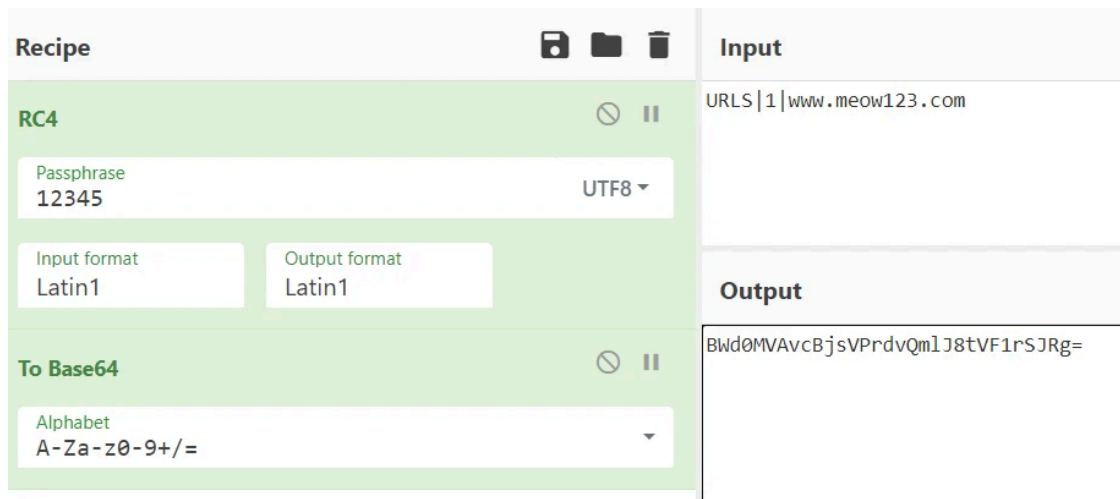 Recipe
RC4
Passphrase
12345
UTF8
Input format
Latin1
Output format
Latin1
To Base64
Alphabet
A-Za-z0-9+/=
Input
URLS|1|www.meow123.com
Output
BWd0MVAvcBjsVPrdvQmlJ8tVF1rSJRg=